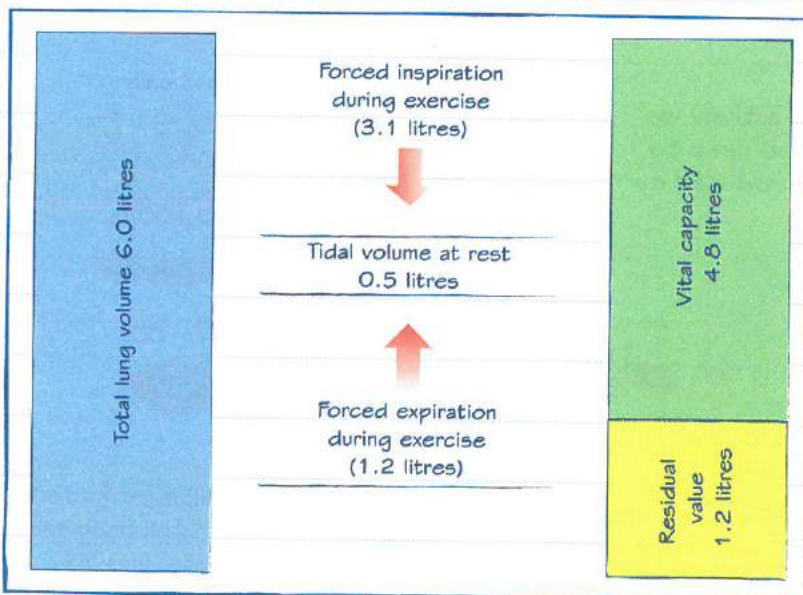 Total lung volume 6.0 litres
Forced inspiration
during exercise
(3.1 litres)
Tidal volume at rest
0.5 litres
Forced expiration
during exercise
(1.2 litres)
Vital capacity
4.8 litres
Residual
value
1.2 litres